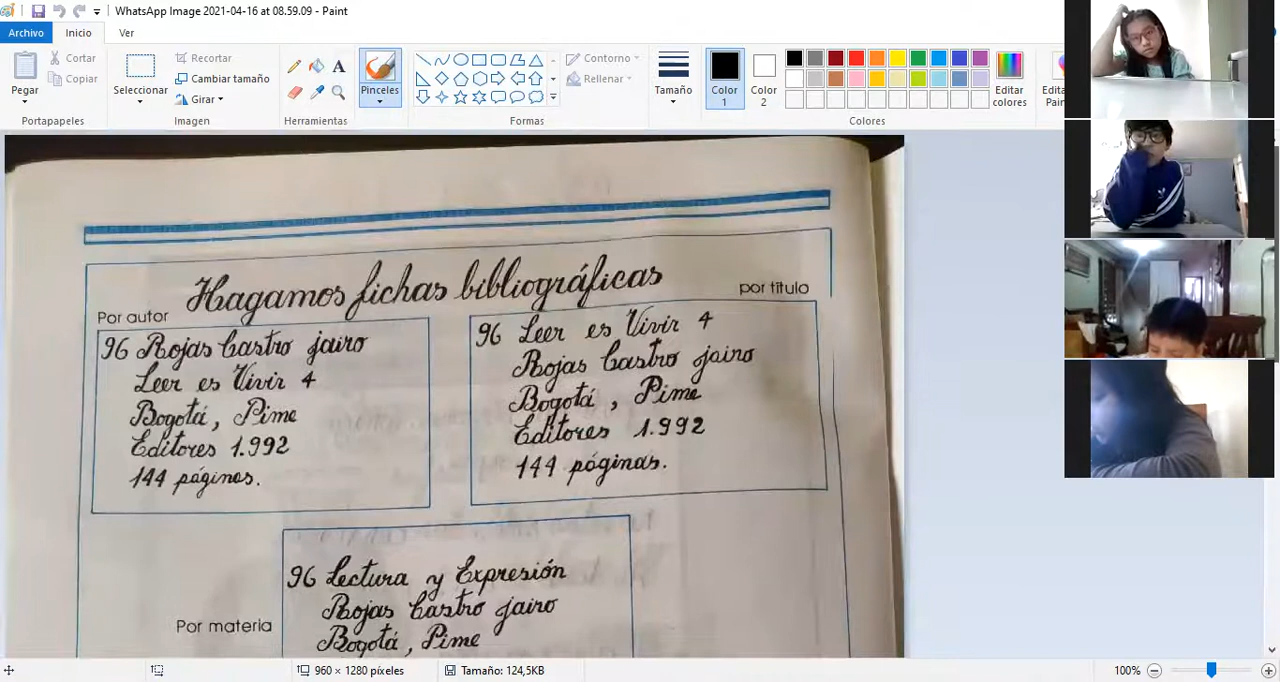 WhatsApp Image 2021-04-16 at 08.59.09 - Paint
Archivo Inicio Ver
Pegar
Cortar
Copiar
Portapapeles
Seleccionar
Recortar
Cambiar tamaño
Girar
Imagen
A
Herramientas
Pinceles
Contorno
Rellenar
Formas
Tamaño
Color 1
Color 2
Editar colores
Colores
Hagamos fichas bibliográficas
Por autor
96 Rojas Castro jairo
Leer es Vivir 4
Bogotá, Pime
Editores 1.992
144 páginas.
por título
96 Leer es Vivir 4
Rojas Castro jairo
Bogotá, Pime
Editores 1.992
144 páginas.
Por materia
96 Lectura y Expresión
Rojas Castro jairo
Bogotá, Pime
960 × 1280 píxeles
Tamaño: 124,5KB
100%